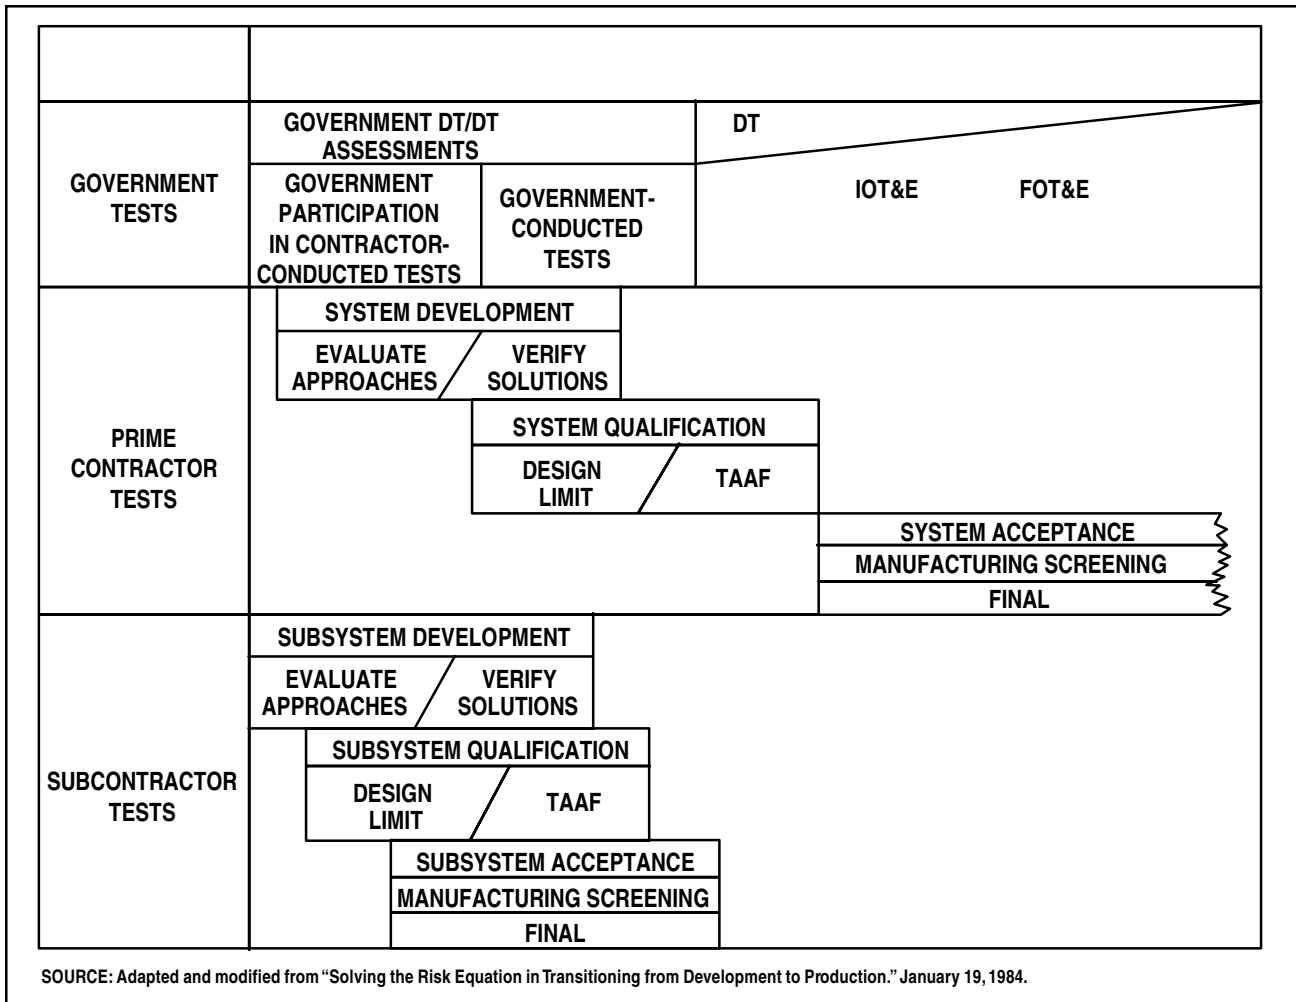 GOVERNMENT
TESTS
GOVERNMENT DT/DT
ASSESSMENTS
DT
GOVERNMENT
PARTICIPATION
IN CONTRACTOR-
CONDUCTED TESTS
GOVERNMENT-
CONDUCTED
TESTS
IOT&E
FOT&E
PRIME
CONTRACTOR
TESTS
SYSTEM DEVELOPMENT
EVALUATE
APPROACHES
VERIFY
SOLUTIONS
SYSTEM QUALIFICATION
DESIGN
LIMIT
TAAF
SYSTEM ACCEPTANCE
MANUFACTURING SCREENING
FINAL
SUBCONTRACTOR
TESTS
SUBSYSTEM DEVELOPMENT
EVALUATE
APPROACHES
VERIFY
SOLUTIONS
SUBSYSTEM QUALIFICATION
DESIGN
LIMIT
TAAF
SUBSYSTEM ACCEPTANCE
MANUFACTURING SCREENING
FINAL
SOURCE: Adapted and modified from “Solving the Risk Equation in Transitioning from Development to Production.” January 19, 1984.